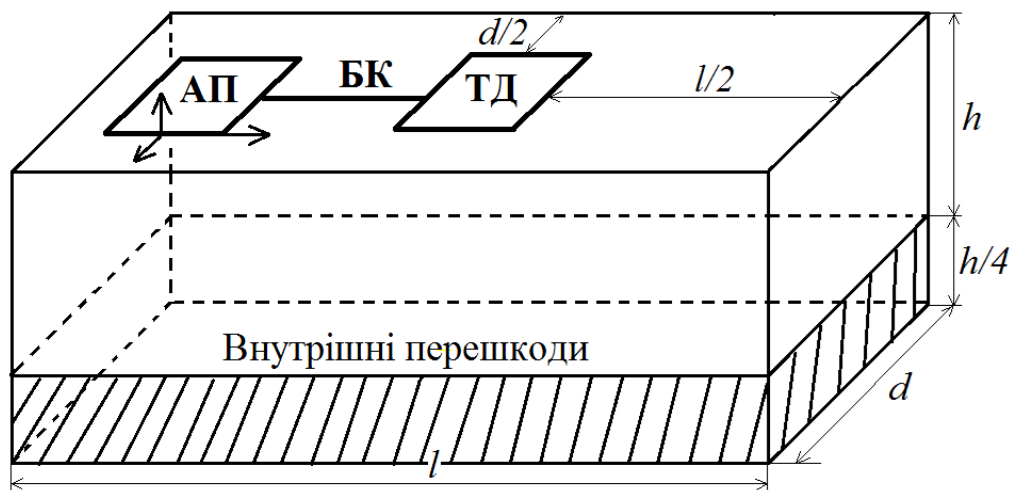 d/2
АП
БК
ТД
l/2
h
h/4
Внутрішні перешкоди
d
l